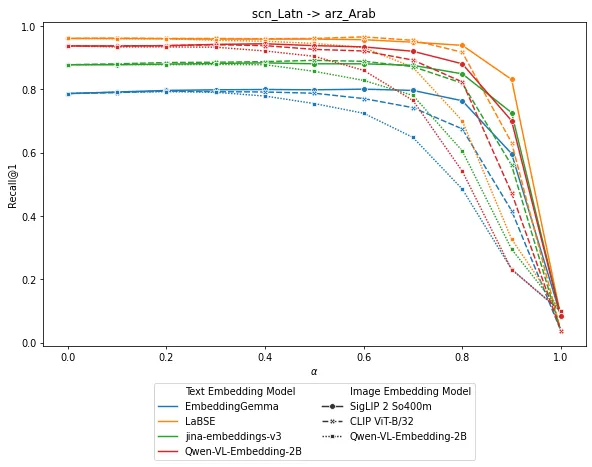 scn_Latn -> arz_Arab
Recall@1
1.0
0.8
0.6
0.4
0.2
0.0
0.0 0.2 0.4 0.6 0.8 1.0
α
Text Embedding Model
EmbeddingGemma
LaBSE
jina-embeddings-v3
Qwen-VL-Embedding-2B
Image Embedding Model
SigLIP 2 So400m
CLIP ViT-B/32
Qwen-VL-Embedding-2B